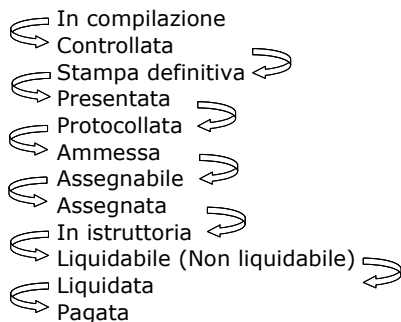 In compilazione
Controllata
Stampa definitiva
Presentata
Protocollata
Ammessa
Assegnabile
Assegnata
In istruttoria
Liquidabile (Non liquidabile)
Liquidata
Pagata